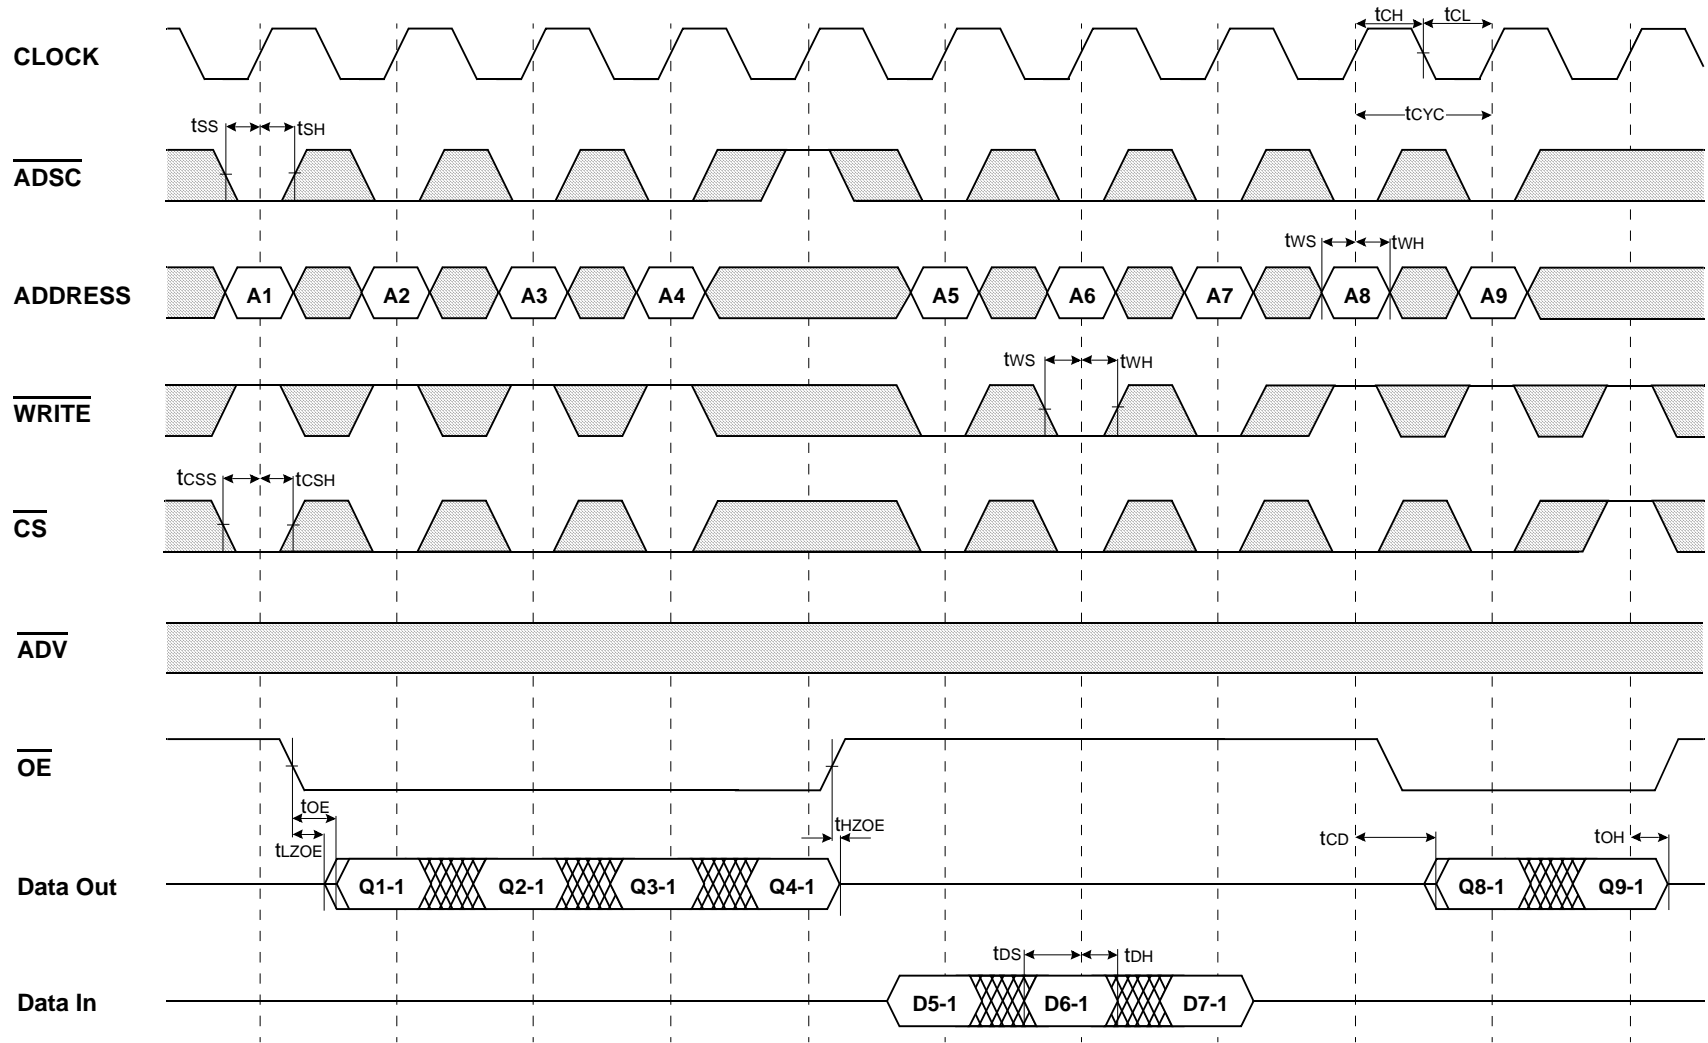 tCH tCL
CLOCK
tSS tSH tCYC
ADSC
tWS tWH
ADDRESS A1 A2 A3 A4 A5 A6 A7 A8 A9
tWS tWH
WRITE
tCSS tCSH
CS
ADV
OE
tOE
tHZOE tCD tOH
tLZOE
Data Out Q1-1 Q2-1 Q3-1 Q4-1 Q8-1 Q9-1
tDS tDH
Data In D5-1 D6-1 D7-1